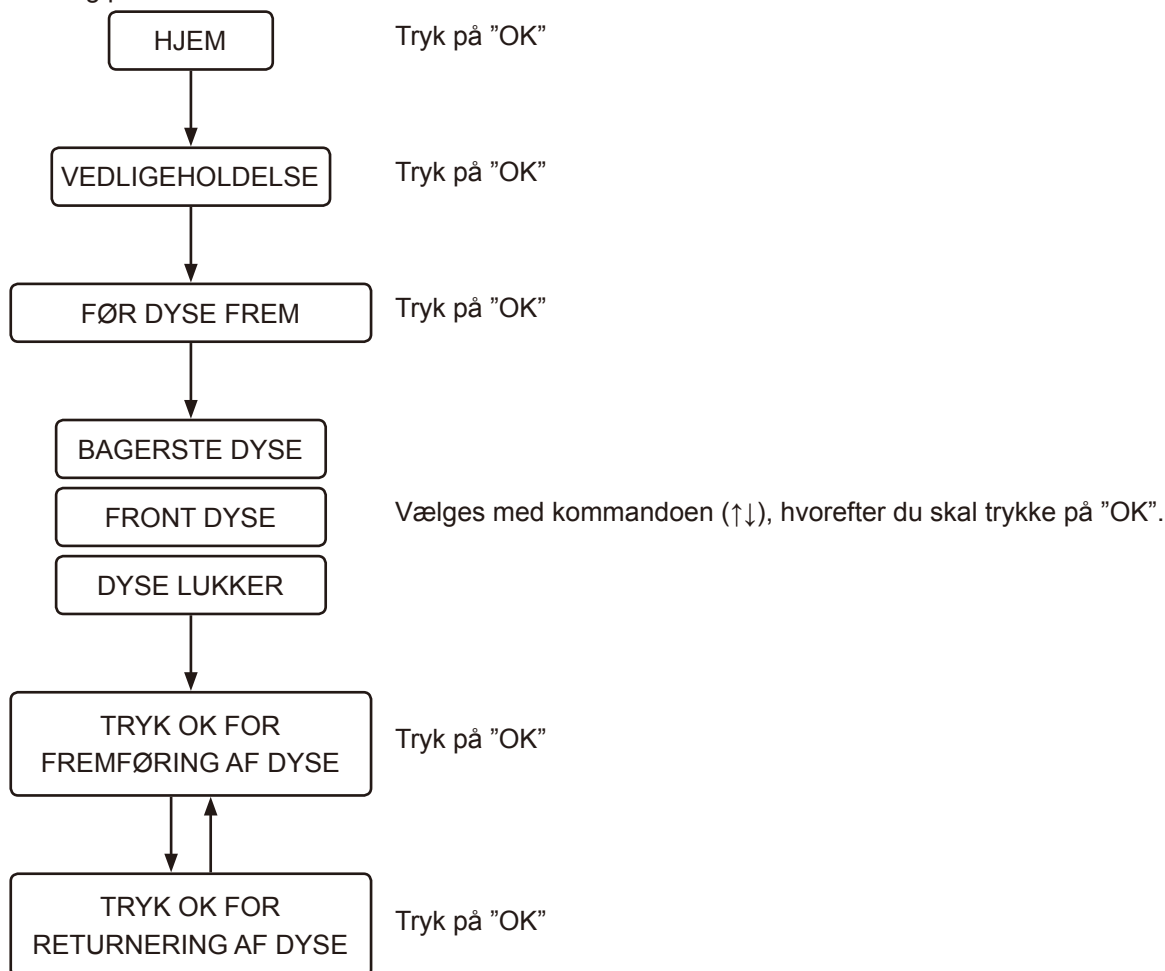 HJEM
Tryk på ”OK”
VEDLIGEHOLDELSE
Tryk på ”OK”
FØR DYSE FREM
Tryk på ”OK”
BAGERSTE DYSE
FRONT DYSE
Vælges med kommandoen (↑↓), hvorefter du skal trykke på ”OK”.
DYSE LUKKER
TRYK OK FOR
FREMFØRING AF DYSE
Tryk på ”OK”
TRYK OK FOR
RETURNERING AF DYSE
Tryk på ”OK”